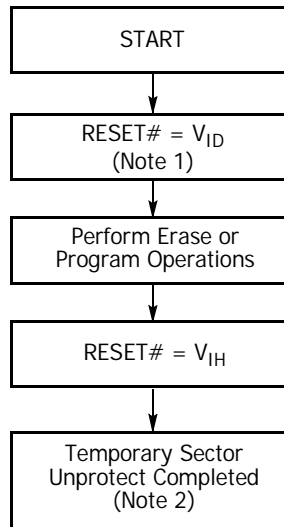 START
RESET# = V_ID
(Note 1)
Perform Erase or
Program Operations
RESET# = V_IH
Temporary Sector
Unprotect Completed
(Note 2)